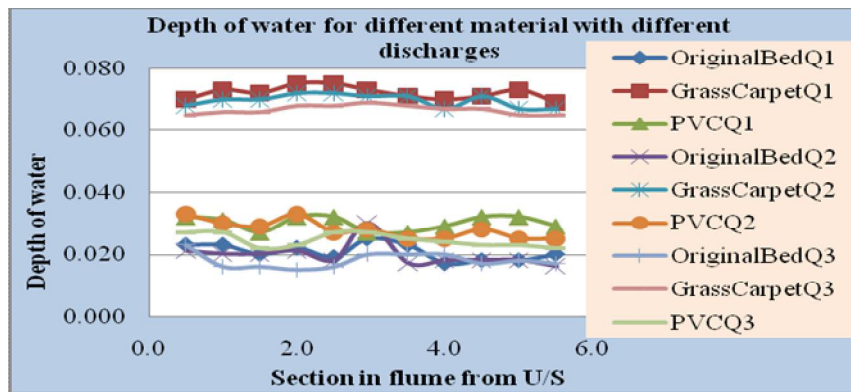 Depth of water for different material with different
discharges
0.080
0.060
0.040
0.020
0.000
Depth of water
0.0
2.0
4.0
6.0
Section in flume from U/S
OriginalBedQ1
GrassCarpetQ1
PVCQ1
OriginalBedQ2
GrassCarpetQ2
PVCQ2
OriginalBedQ3
GrassCarpetQ3
PVCQ3